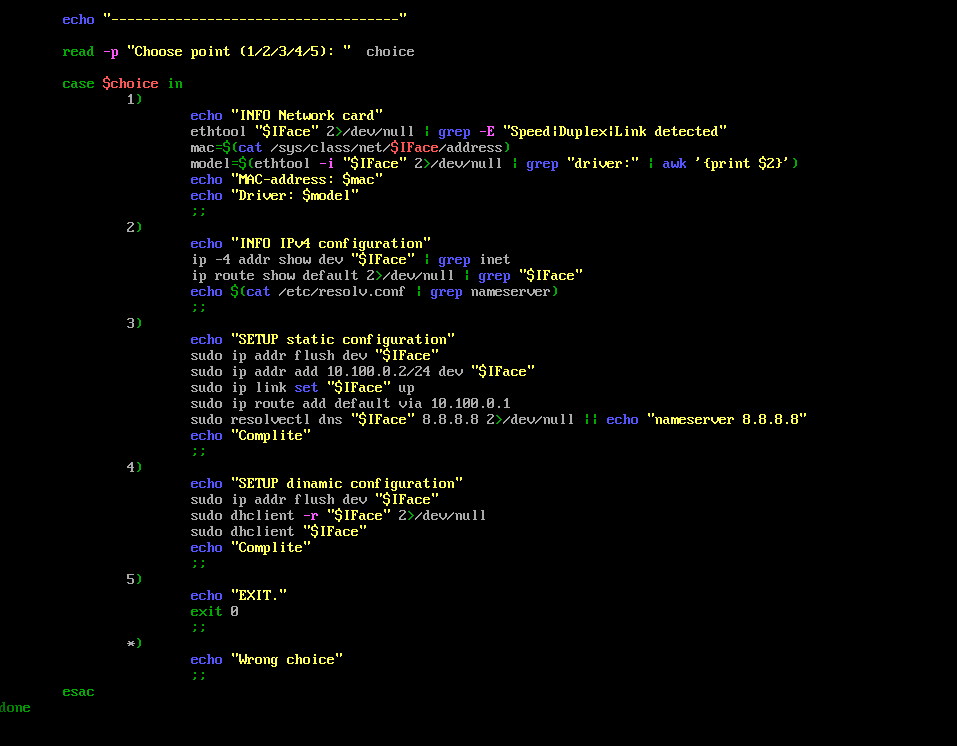 echo "------------------------------------"
read -p "Choose point (1/2/3/4/5): "  choice
case $choice in
1)
echo "INFO Network card"
ethtool "$IFace" 2>/dev/null | grep -E "Speed|Duplex|Link detected"
mac=$(cat /sys/class/net/$IFace/address)
model=$(ethtool -i "$IFace" 2>/dev/null | grep "driver:" | awk '{print $2}')
echo "MAC-address: $mac"
echo "Driver: $model"
;;
2)
echo "INFO IPv4 configuration"
ip -4 addr show dev "$IFace" | grep inet
ip route show default 2>/dev/null | grep "$IFace"
echo $(cat /etc/resolv.conf | grep nameserver)
;;
3)
echo "SETUP static configuration"
sudo ip addr flush dev "$IFace"
sudo ip addr add 10.100.0.2/24 dev "$IFace"
sudo ip link set "$IFace" up
sudo ip route add default via 10.100.0.1
sudo resolvectl dns "$IFace" 8.8.8.8 2>/dev/null || echo "nameserver 8.8.8.8"
echo "Complite"
;;
4)
echo "SETUP dinamic configuration"
sudo ip addr flush dev "$IFace"
sudo dhclient -r "$IFace" 2>/dev/null
sudo dhclient "$IFace"
echo "Complite"
;;
5)
echo "EXIT."
exit 0
;;
*)
echo "Wrong choice"
;;
esac
done